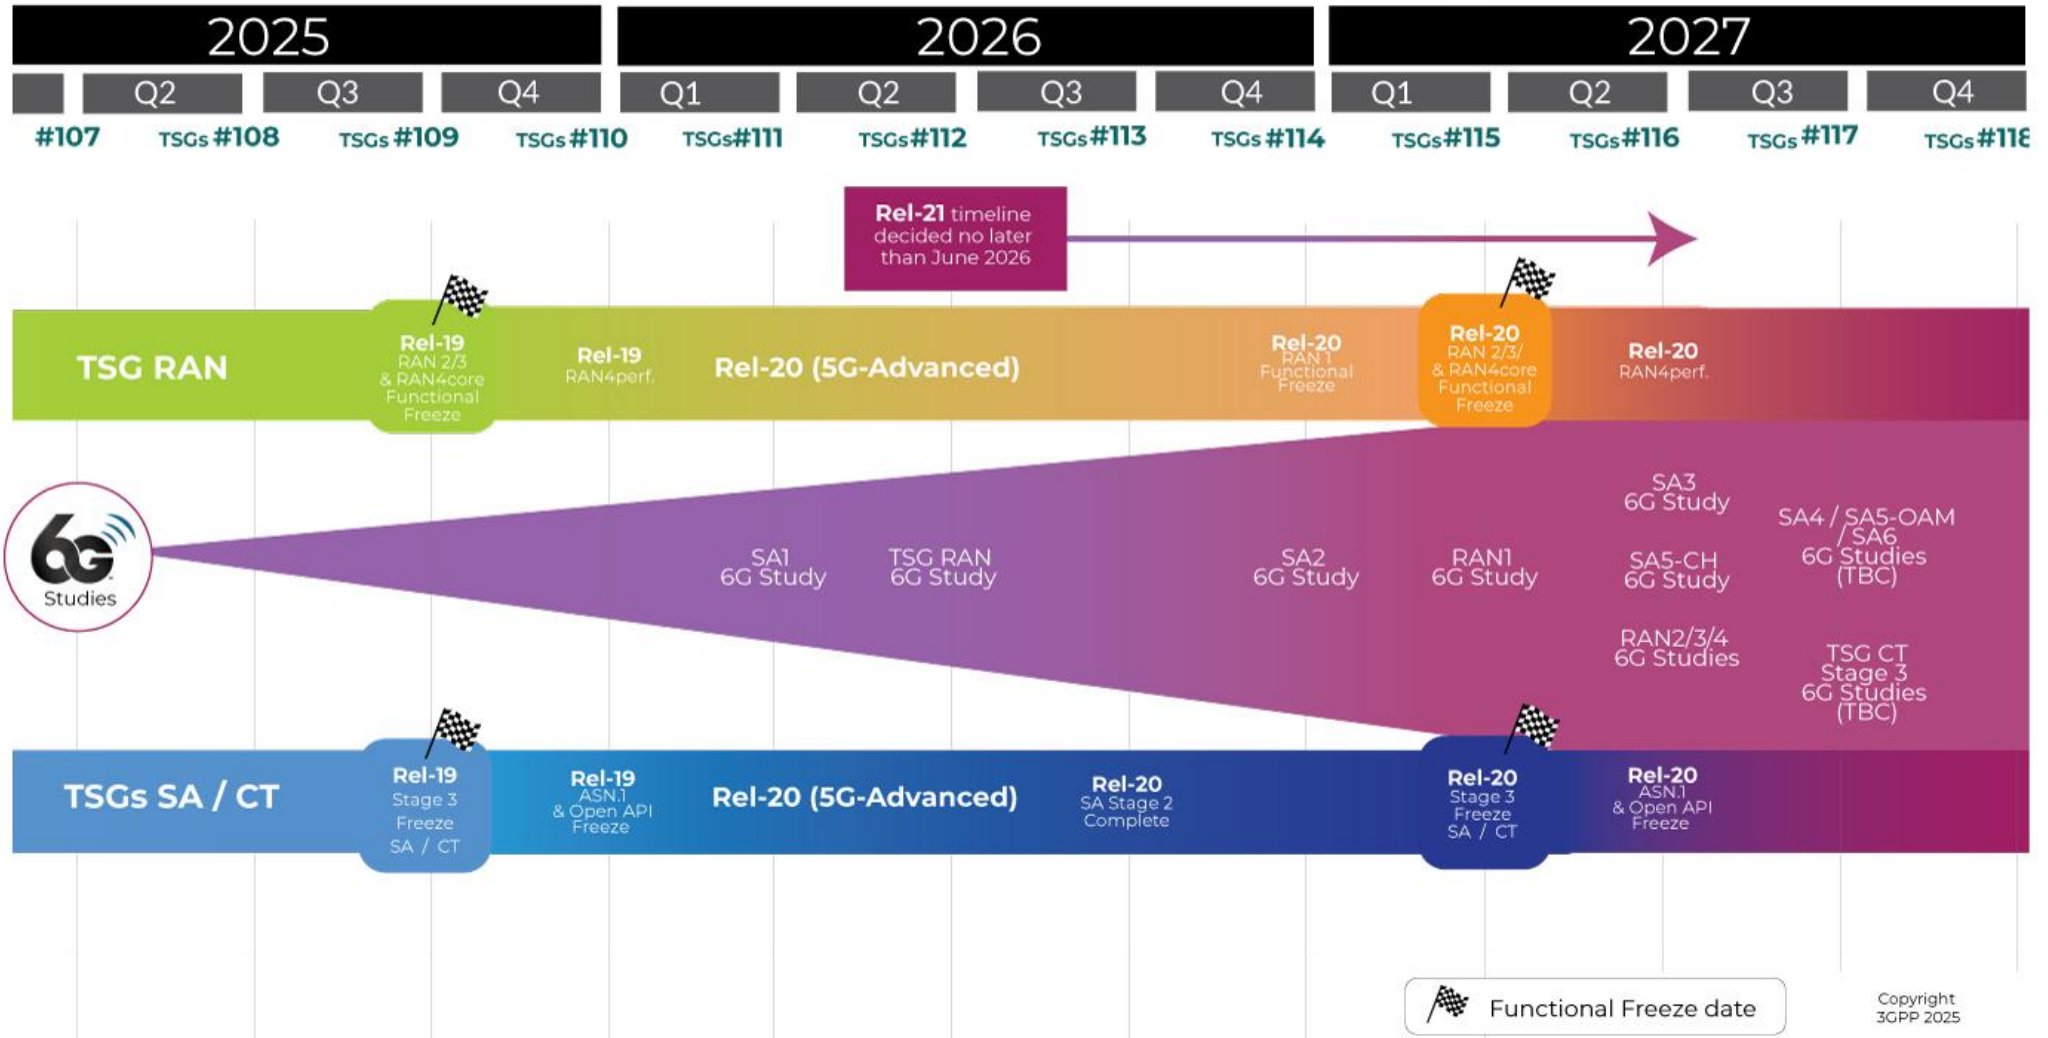 2025
2026
2027
Q2
Q3
Q4
Q1
Q2
Q3
Q4
Q1
Q2
Q3
Q4
#107
TSGs #108
TSGs #109
TSGs #110
TSGs#111
TSGs#112
TSGs#113
TSGs #114
TSGs#115
TSGs#116
TSGs #117
TSGs #118
Rel-21 timeline
decided no later
than June 2026
TSG RAN
Rel-19
RAN 2/3
& RAN4core
Functional
Freeze
Rel-19
RAN4perf.
Rel-20 (5G-Advanced)
Rel-20
RAN 1
Functional
Freeze
Rel-20
RAN 2/3/
& RAN4core
Functional
Freeze
Rel-20
RAN4perf.
6G
Studies
SA1
6G Study
TSG RAN
6G Study
SA2
6G Study
RAN1
6G Study
SA3
6G Study
SA5-CH
6G Study
RAN2/3/4
6G Studies
SA4 / SA5-OAM
/ SA6
6G Studies
(TBC)
TSG CT
Stage 3
6G Studies
(TBC)
TSGs SA / CT
Rel-19
Stage 3
Freeze
SA / CT
Rel-19
ASN.1
& Open API
Freeze
Rel-20 (5G-Advanced)
Rel-20
SA Stage 2
Complete
Rel-20
Stage 3
Freeze
SA / CT
Rel-20
ASN.1
& Open API
Freeze
Functional Freeze date
Copyright
3GPP 2025